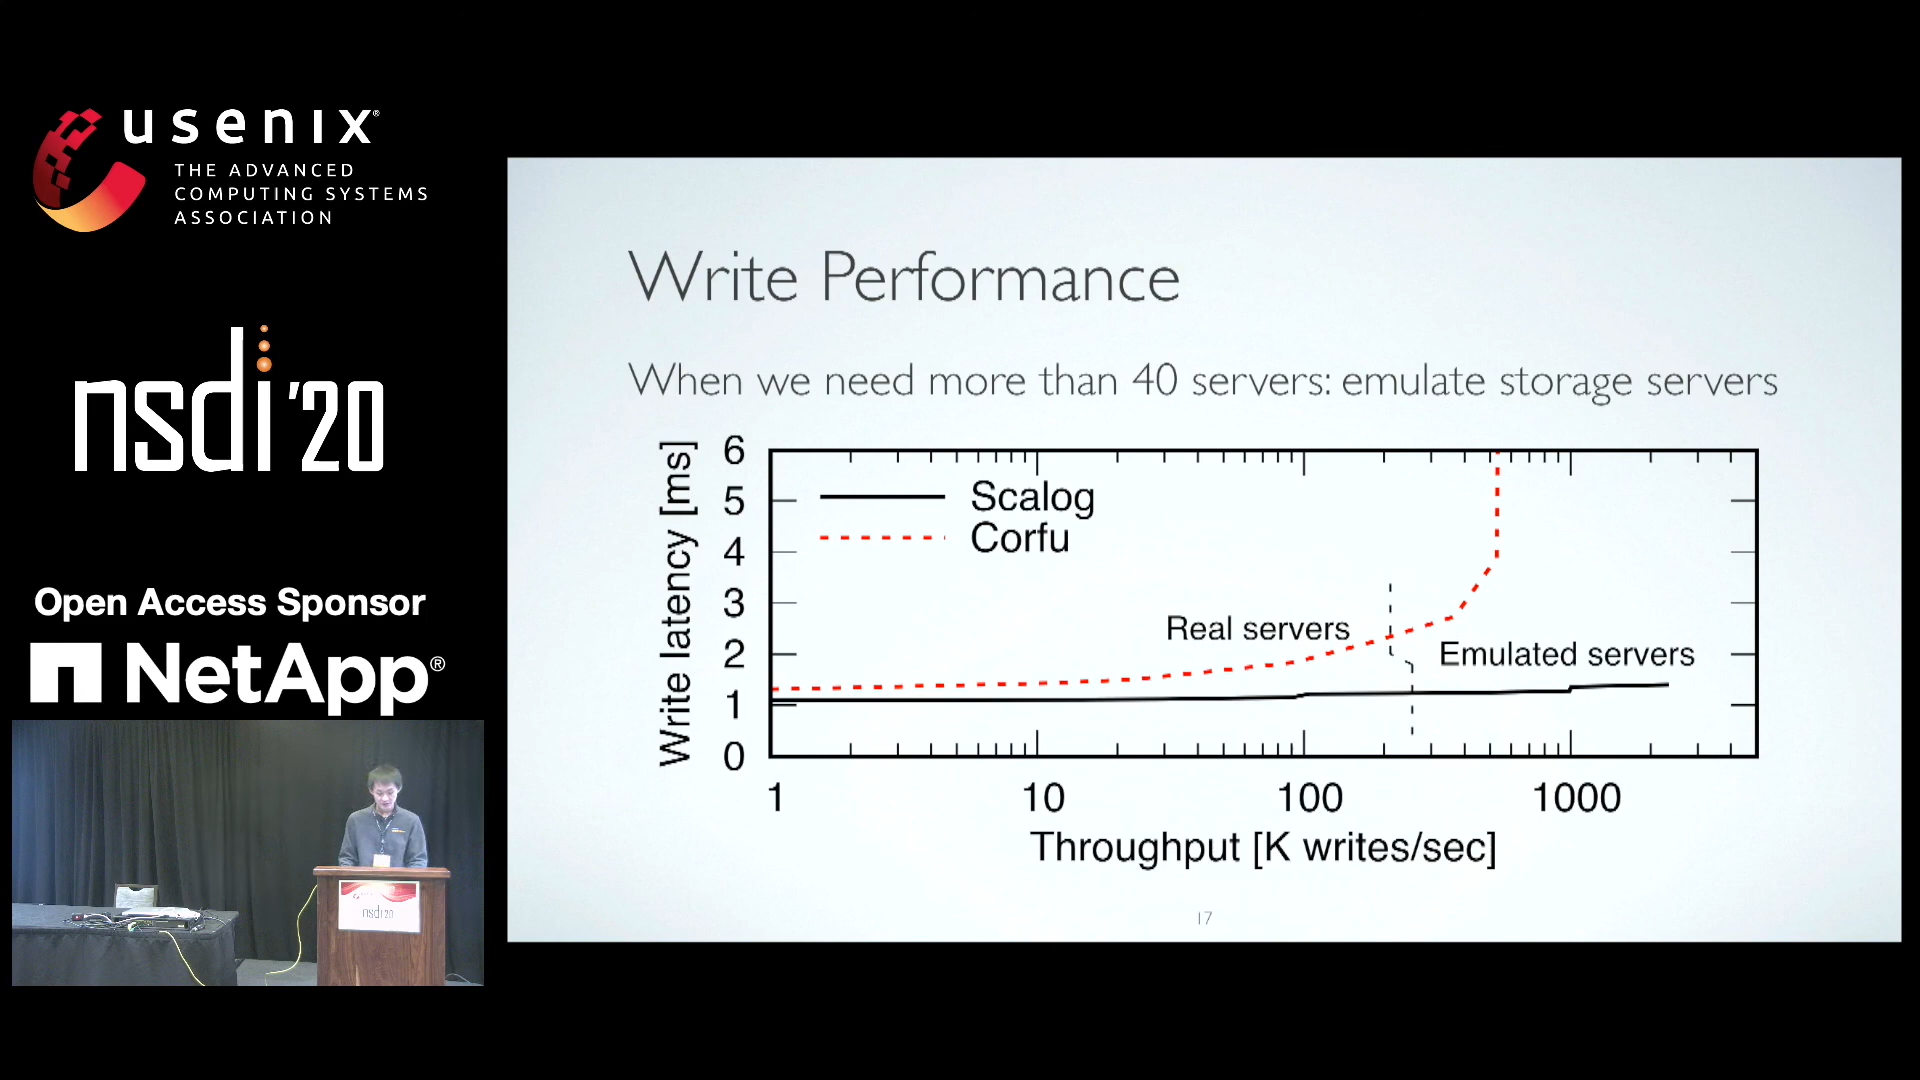 usenix®
THE ADVANCED
COMPUTING SYSTEMS
ASSOCIATION
nsdi '20
Open Access Sponsor
NetApp®
nsdi 20
Write Performance
When we need more than 40 servers: emulate storage servers
Write latency [ms]
6
5
4
3
2
1
0
Scalog
Corfu
Real servers
Emulated servers
1
10
100
1000
Throughput [K writes/sec]
17